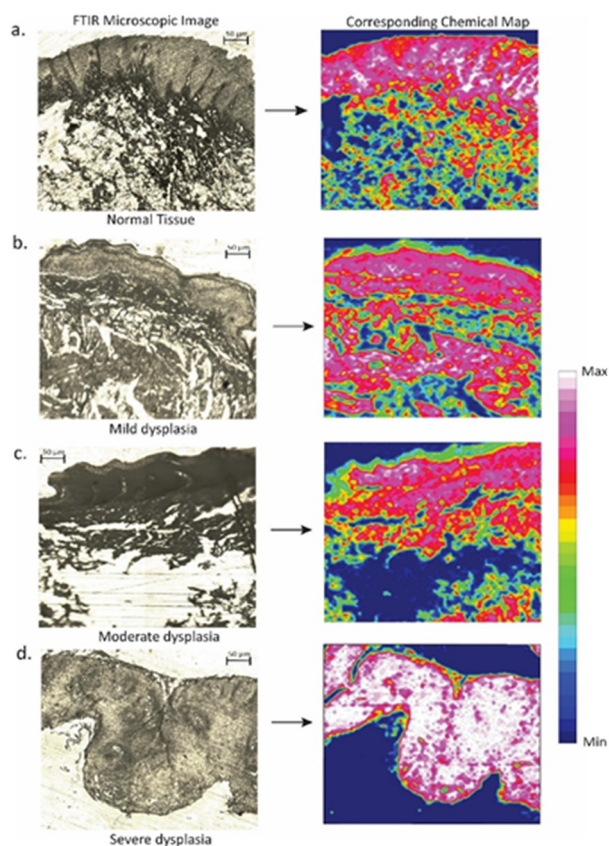 FTIR Microscopic Image
Corresponding Chemical Map
a.
50 µm
Normal Tissue
b.
50 µm
Mild dysplasia
Max
c.
50 µm
Moderate dysplasia
d.
50 µm
Min
Severe dysplasia